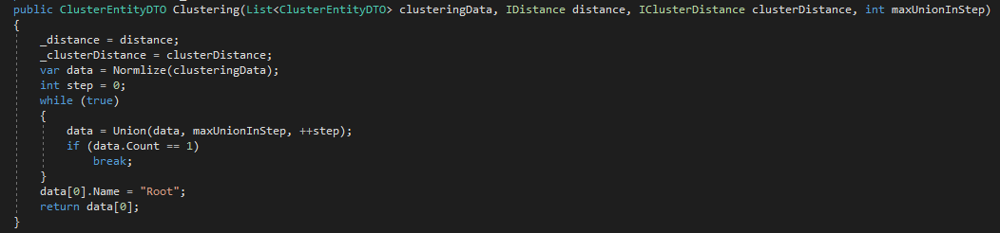 public ClusterEntityDTO Clustering(List<ClusterEntityDTO> clusteringData, IDistance distance, IClusterDistance clusterDistance, int maxUnionInStep)
{
_distance = distance;
_clusterDistance = clusterDistance;
var data = Normlize(clusteringData);
int step = 0;
while (true)
{
data = Union(data, maxUnionInStep, ++step);
if (data.Count == 1)
break;
}
data[0].Name = "Root";
return data[0];
}